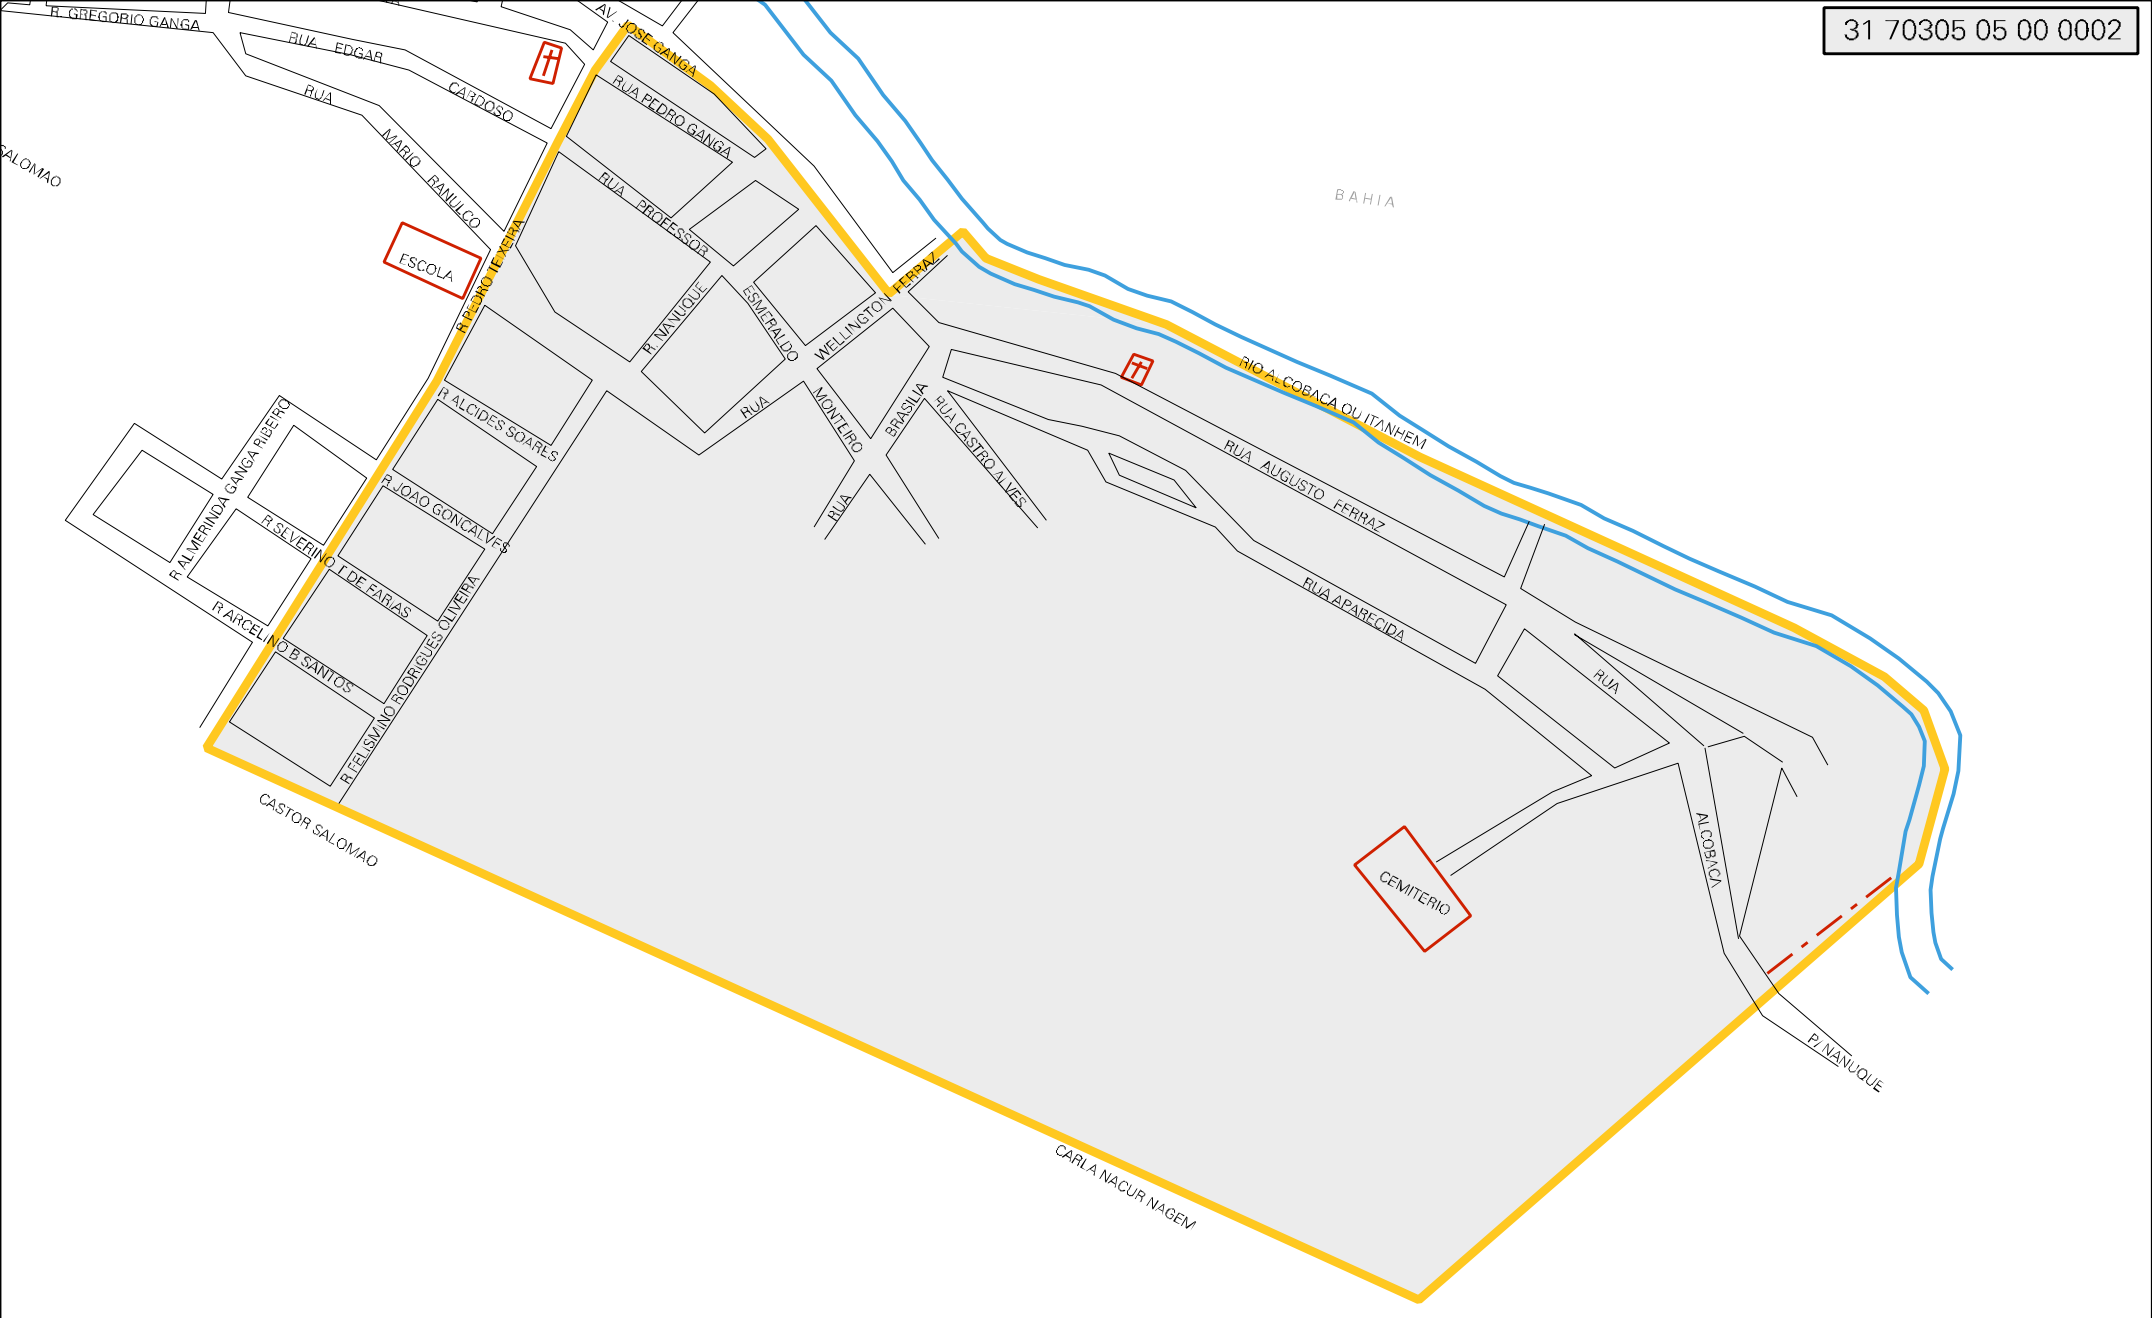 31 70305 05 00 0002
R. GREGORIO GANGA
AV. JOSE GANGA
RUA EDGAR CARDOSO
RUA MARIO RANULCO
SALOMAO
RUA PEDRO GANGA
RUA PROFESSOR
ESMERALDO
MONTEIRO
BAHIA
ESCOLA
R PEDRO TEIXEIRA
R. NANUQUE
RUA
WELLINGTON FERRAZ
RUA
BRASILIA
RUA CASTRO ALVES
RIO ALCOBACA OU ITANHEM
RUA AUGUSTO FERRAZ
RUA APARECIDA
R ALCIDES SOARES
R JOAO GONCALVES
R ALMERINDA GANGA RIBEIRO
R SEVERINO T DE FARIAS
R ARCELINO B SANTOS
R FELISMINO RODRIGUES OLIVEIRA
RUA
ALCOBACA
CASTOR SALOMAO
CEMITERIO
P/ NANUQUE
CARLA NACUR NAGEM